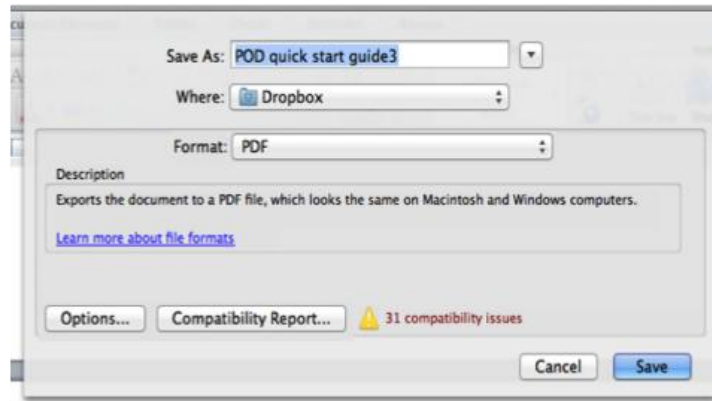 Save As: POD quick start guide3
Where: Dropbox
Format: PDF
Description
Exports the document to a PDF file, which looks the same on Macintosh and Windows computers.
Learn more about file formats
Options... Compatibility Report... 31 compatibility issues
Cancel Save